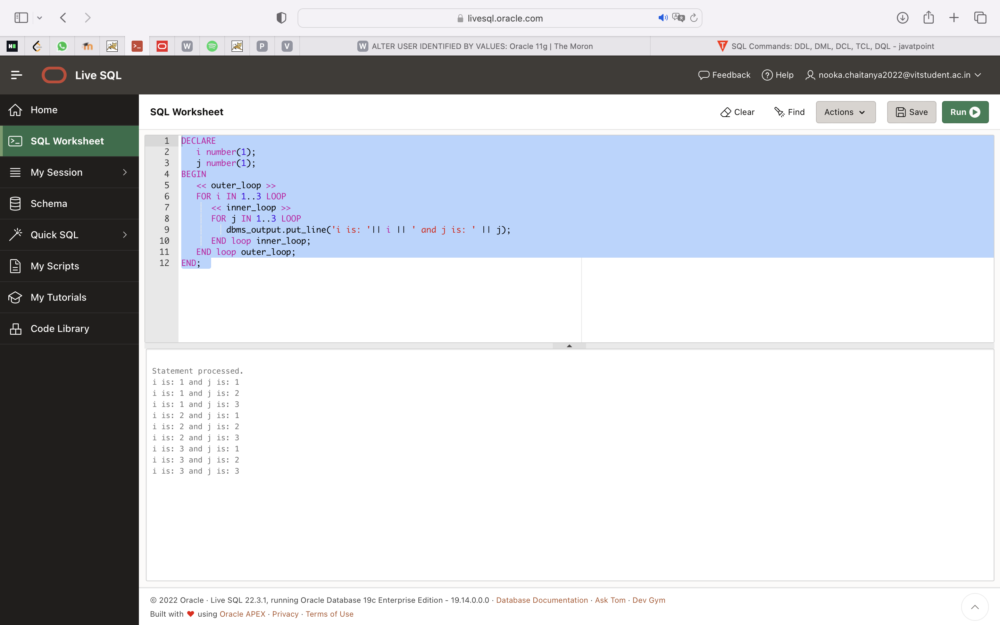 livesql.oracle.com
W
P
V
W ALTER USER IDENTIFIED BY VALUES: Oracle 11g | The Moron
SQL Commands: DDL, DML, DCL, TCL, DQL - javatpoint
Live SQL
Feedback
Help
nooka.chaitanya2022@vitstudent.ac.in
Home
SQL Worksheet
My Session
Schema
Quick SQL
My Scripts
My Tutorials
Code Library
SQL Worksheet
Clear
Find
Actions
Save
Run
1 DECLARE
2 i number(1);
3 j number(1);
4 BEGIN
5 << outer_loop >>
6 FOR i IN 1..3 LOOP
7 << inner_loop >>
8 FOR j IN 1..3 LOOP
9 dbms_output.put_line('i is: '|| i || ' and j is: ' || j);
10 END loop inner_loop;
11 END loop outer_loop;
12 END;
Statement processed.
i is: 1 and j is: 1
i is: 1 and j is: 2
i is: 1 and j is: 3
i is: 2 and j is: 1
i is: 2 and j is: 2
i is: 2 and j is: 3
i is: 3 and j is: 1
i is: 3 and j is: 2
i is: 3 and j is: 3
© 2022 Oracle · Live SQL 22.3.1, running Oracle Database 19c Enterprise Edition - 19.14.0.0.0 · Database Documentation · Ask Tom · Dev Gym
Built with ❤ using Oracle APEX · Privacy · Terms of Use